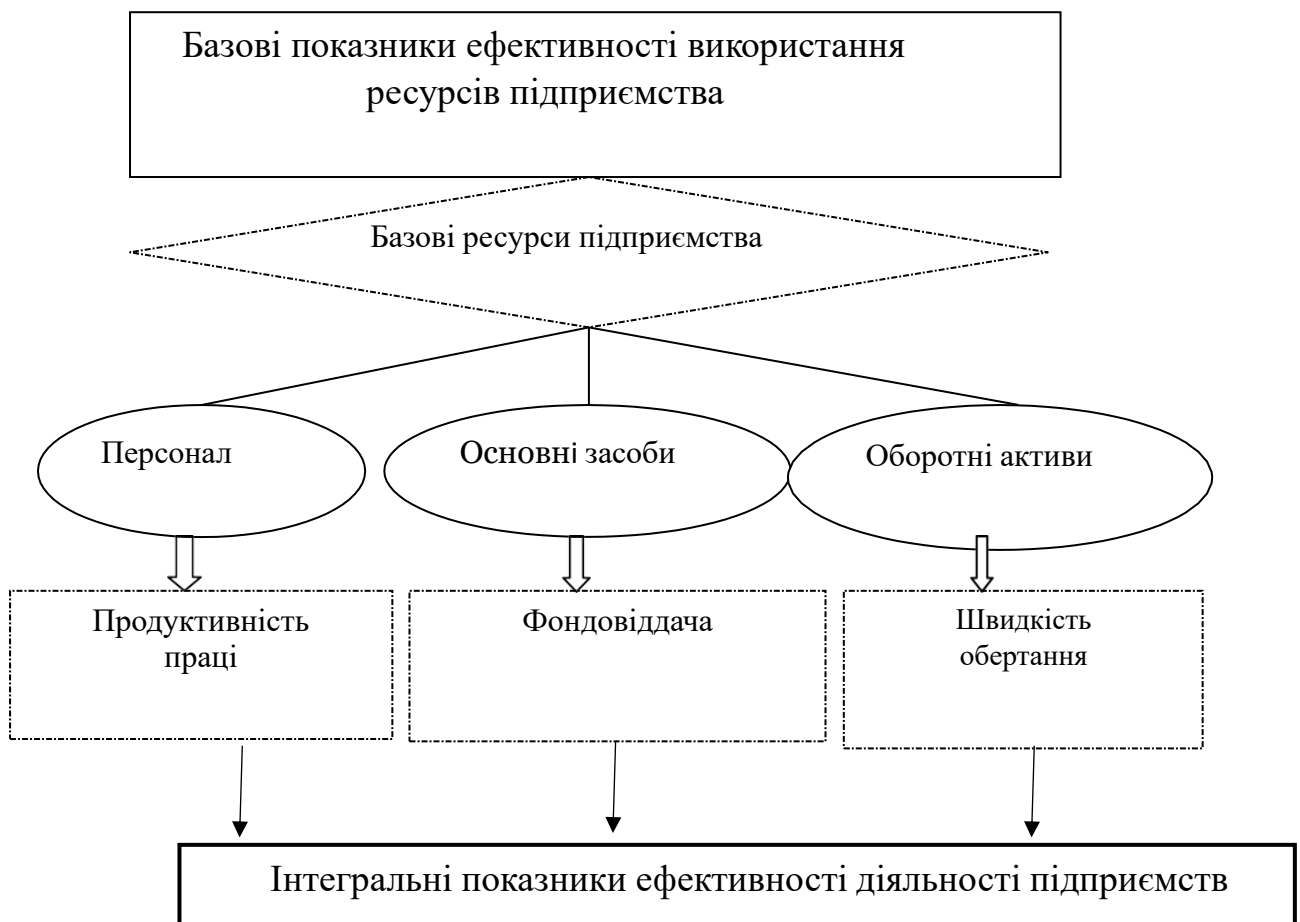 Базові показники ефективності використання
ресурсів підприємства
Базові ресурси підприємства
Персонал
Основні засоби
Оборотні активи
Продуктивність
праці
Фондовіддача
Швидкість
обертання
Інтегральні показники ефективності діяльності підприємств